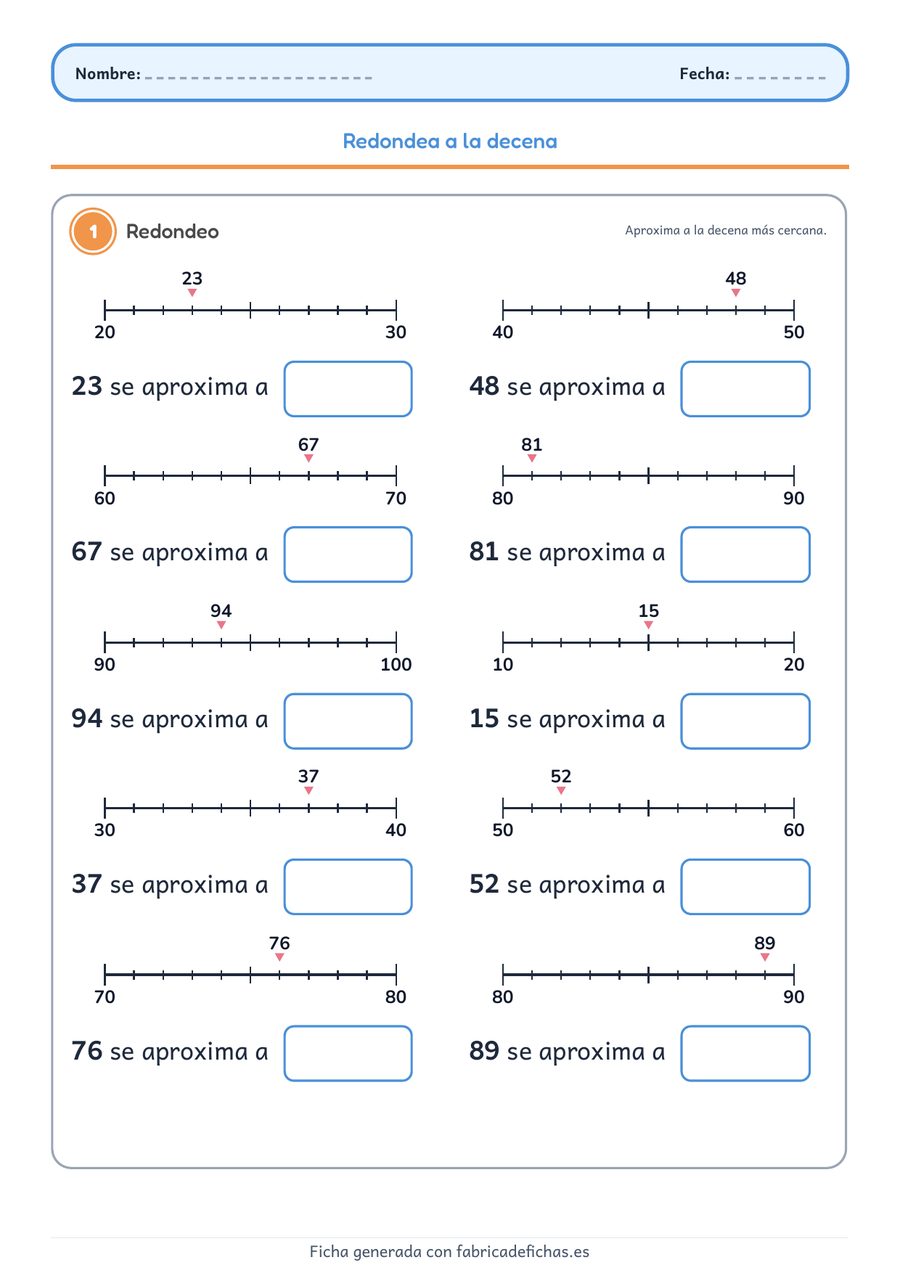 Nombre: Fecha:
Redondea a la decena
1 Redondeo Aproxima a la decena más cercana.
23 48
20 30 40 50
23 se aproxima a 48 se aproxima a
67 81
60 70 80 90
67 se aproxima a 81 se aproxima a
94 15
90 100 10 20
94 se aproxima a 15 se aproxima a
37 52
30 40 50 60
37 se aproxima a 52 se aproxima a
76 89
70 80 80 90
76 se aproxima a 89 se aproxima a
Ficha generada con fabricadefichas.es